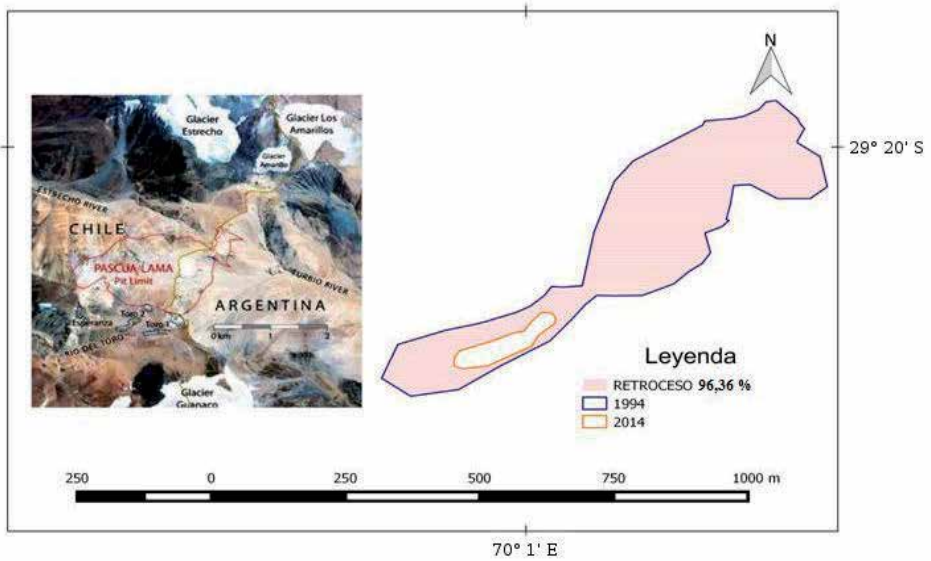 N
29° 20' S
Glacier
Estrecho
Glacier Los
Amarillos
Glacier
Amarillo
ESTRECHO RIVER
CHILE
PASCUA-LAMA
Pit Limit
TURBIO RIVER
ARGENTINA
Toro 2
Esperanza
Toro 1
0 km 1 2
RIO DEL TORO
Glacier
Guanaco
Leyenda
RETROCESO 96,36 %
1994
2014
250 0 250 500 750 1000 m
70° 1' E